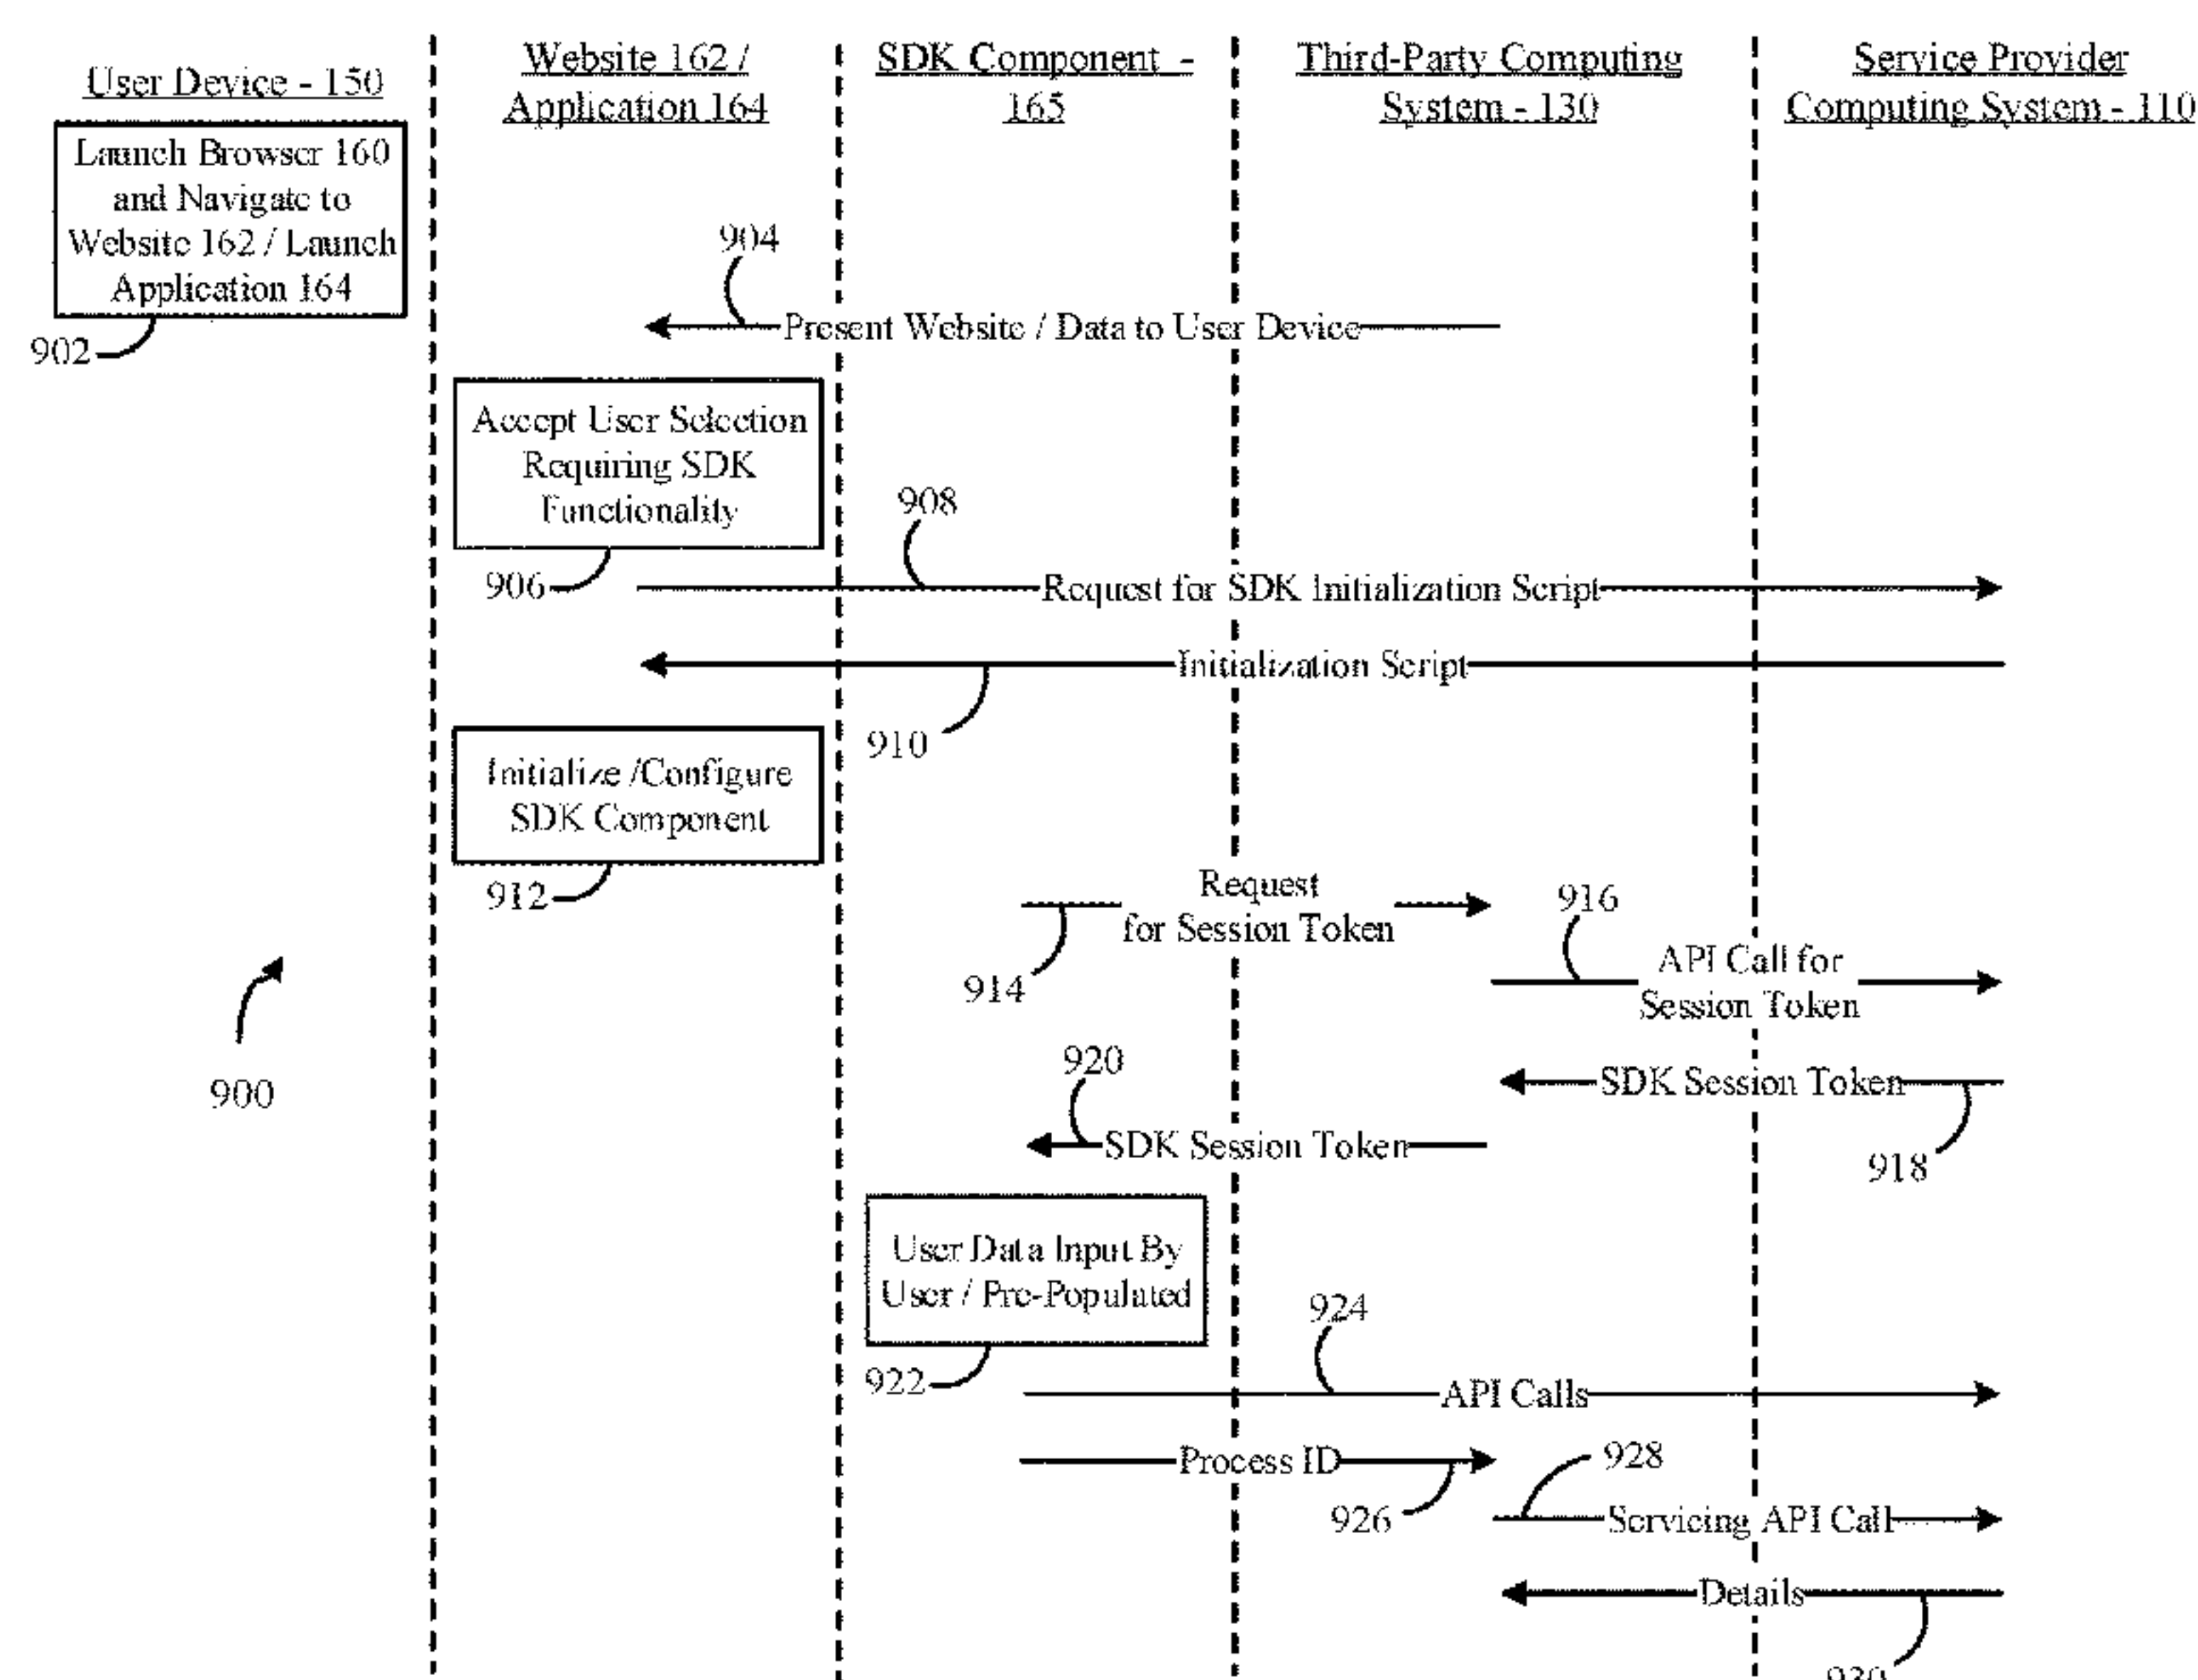 User Device - 150
Website 162 /
Application 164
SDK Component -
165
Third-Party Computing
System - 130
Service Provider
Computing System - 110
Launch Browser 160
and Navigate to
Website 162 / Launch
Application 164
902
904
Present Website / Data to User Device
Accept User Selection
Requiring SDK
Functionality
906
908
Request for SDK Initialization Script
Initialization Script
910
Initialize /Configure
SDK Component
912
Request
for Session Token
914
916
API Call for
Session Token
900
SDK Session Token
918
920
SDK Session Token
User Data Input By
User / Pre-Populated
922
924
API Calls
Process ID
926
928
Servicing API Call
Details
930